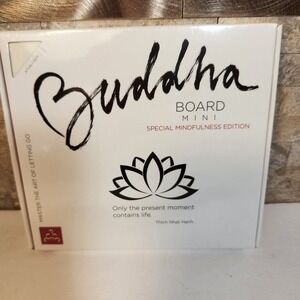 Buddha
BOARD
MINI
SPECIAL MINDFULNESS EDITION
MASTER THE ART OF LETTING GO
Only the present moment
contains life.
Thich Nhat Hanh